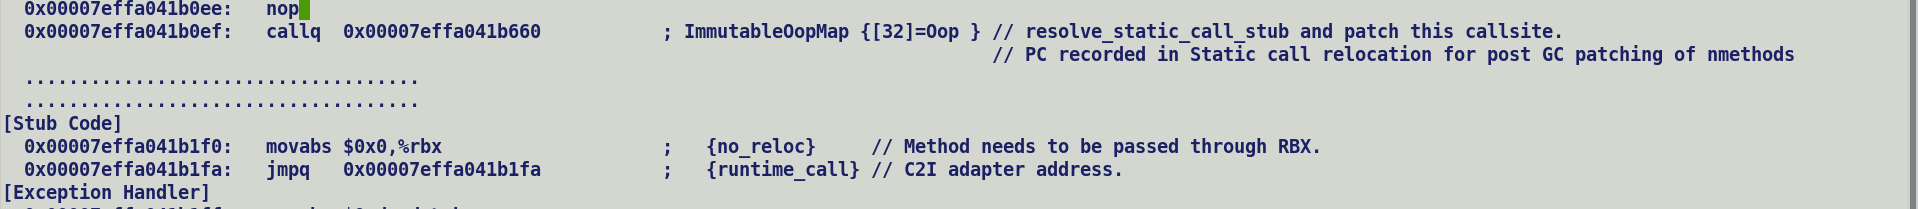 0x00007effa041b0ee: nop
0x00007effa041b0ef: callq 0x00007effa041b660 ; ImmutableOopMap {[32]=Oop } // resolve_static_call_stub and patch this callsite.
// PC recorded in Static call relocation for post GC patching of nmethods
....................................
....................................
[Stub Code]
0x00007effa041b1f0: movabs $0x0,%rbx ; {no_reloc} // Method needs to be passed through RBX.
0x00007effa041b1fa: jmpq 0x00007effa041b1fa ; {runtime_call} // C2I adapter address.
[Exception Handler]